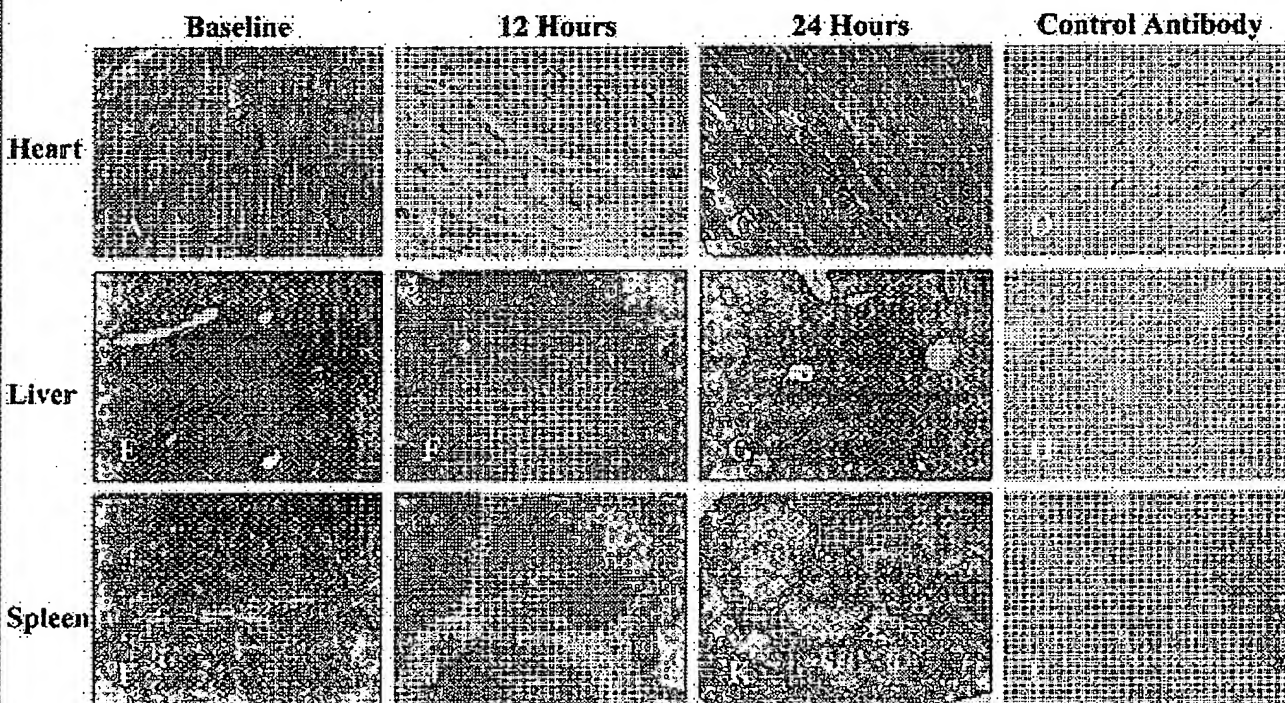 Baseline 12 Hours 24 Hours Control Antibody
Heart
C D
Liver
E F G
Spleen
K